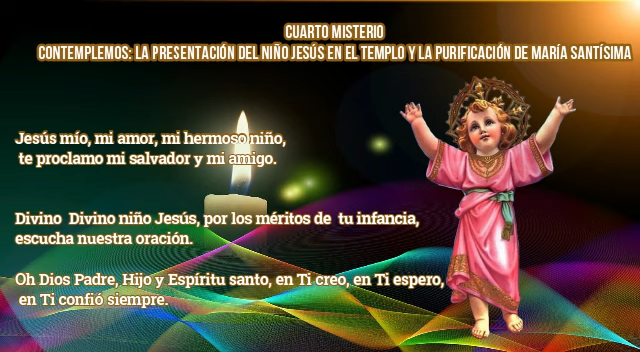 CUARTO MISTERIO
CONTEMPLEMOS: LA PRESENTACIÓN DEL NIÑO JESÚS EN EL TEMPLO Y LA PURIFICACIÓN DE MARÍA SANTÍSIMA
Jesús mío, mi amor, mi hermoso niño,
te proclamo mi salvador y mi amigo.
Divino Divino niño Jesús, por los méritos de tu infancia,
escucha nuestra oración.
Oh Dios Padre, Hijo y Espíritu santo, en Ti creo, en Ti espero,
en Ti confió siempre.